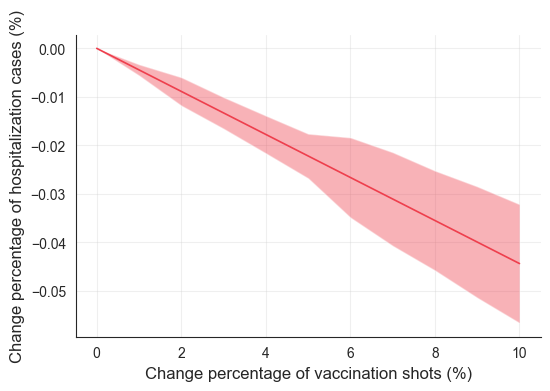 Change percentage of hospitalization cases (%)
0.00
−0.01
−0.02
−0.03
−0.04
−0.05
0 2 4 6 8 10
Change percentage of vaccination shots (%)